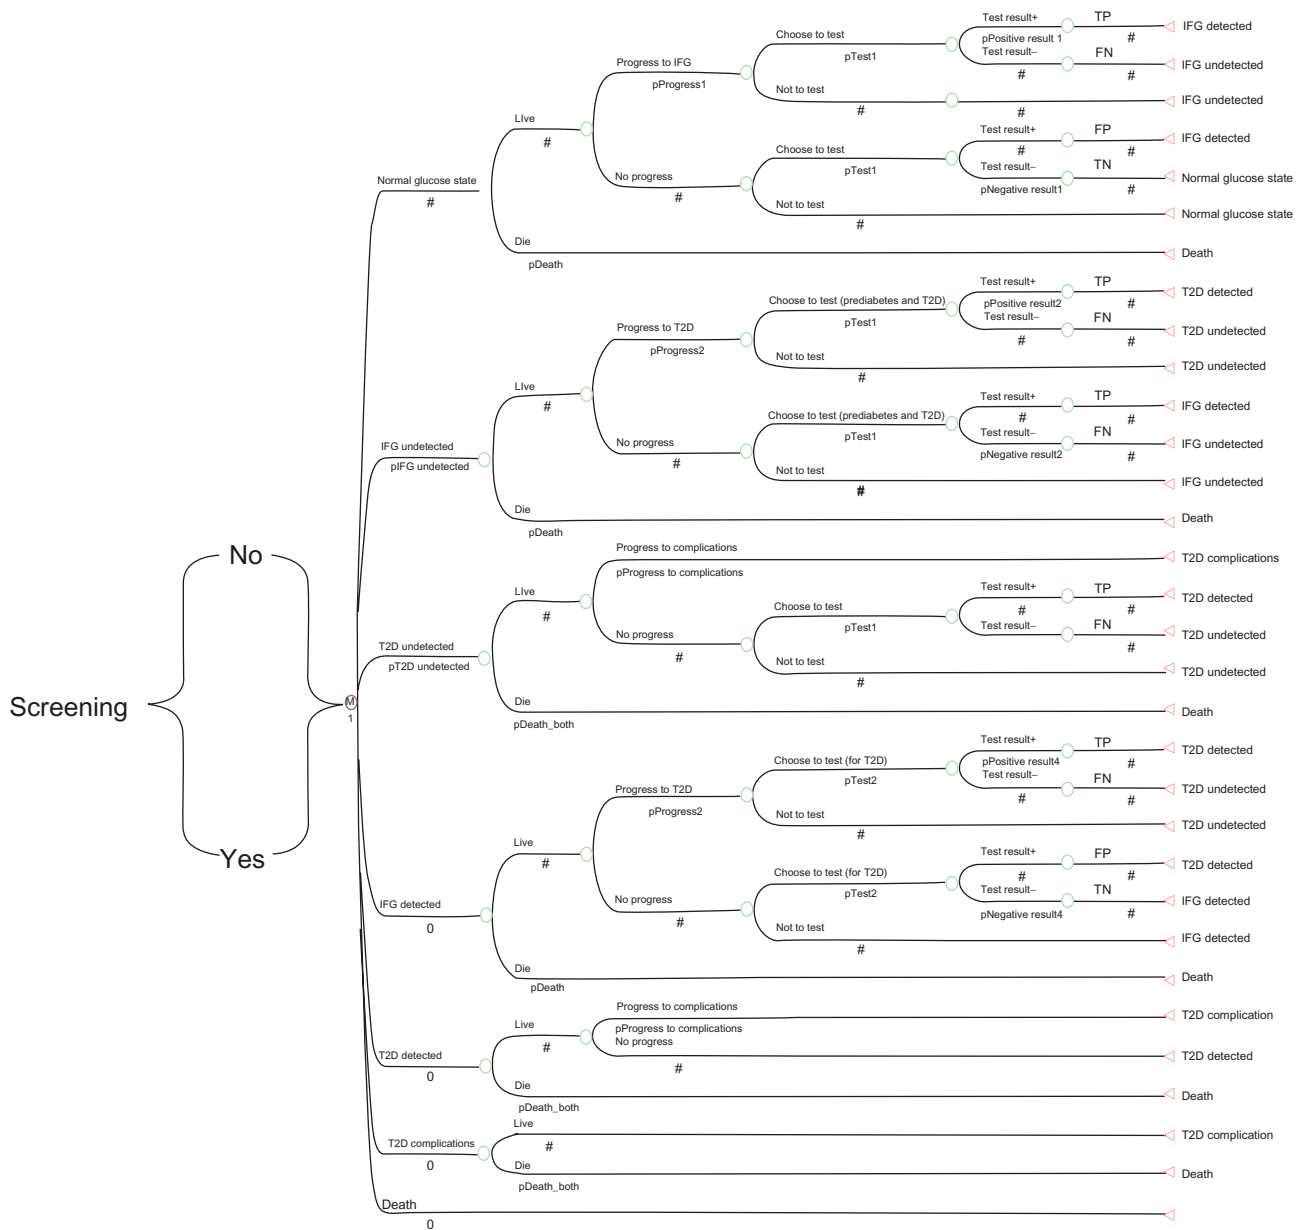 Test result+
TP
IFG detected
pPositive result 1
#
Choose to test
pTest1
Test result–
FN
IFG undetected
#
#
Progress to IFG
pProgress1
Not to test
IFG undetected
#
#
LIve
#
Test result+
FP
IFG detected
#
#
Choose to test
pTest1
Test result–
TN
Normal glucose state
pNegative result1
#
No progress
#
Not to test
Normal glucose state
#
Normal glucose state
#
Die
pDeath
Death
Test result+
TP
T2D detected
pPositive result2
#
Choose to test (prediabetes and T2D)
pTest1
Test result–
FN
T2D undetected
#
#
Progress to T2D
pProgress2
Not to test
T2D undetected
#
LIve
#
Test result+
TP
IFG detected
#
#
Choose to test (prediabetes and T2D)
pTest1
Test result–
FN
IFG undetected
pNegative result2
#
No progress
#
Not to test
IFG undetected
#
IFG undetected
pIFG undetected
Die
pDeath
Death
No
Progress to complications
pProgress to complications
T2D complications
LIve
#
Test result+
TP
T2D detected
#
#
Choose to test
pTest1
Test result–
FN
T2D undetected
#
No progress
#
Not to test
T2D undetected
#
T2D undetected
pT2D undetected
Die
pDeath_both
Death
Screening
M
1
Test result+
TP
T2D detected
pPositive result4
#
Choose to test (for T2D)
pTest2
Test result–
FN
T2D undetected
#
#
Progress to T2D
pProgress2
Not to test
T2D undetected
#
Live
#
Yes
Test result+
FP
T2D detected
#
#
Choose to test (for T2D)
pTest2
Test result–
TN
IFG detected
pNegative result4
#
No progress
#
Not to test
IFG detected
#
IFG detected
0
Die
pDeath
Death
Progress to complications
pProgress to complications
T2D complication
Live
#
No progress
#
T2D detected
T2D detected
0
Die
pDeath_both
Death
Live
#
T2D complication
T2D complications
0
Die
pDeath_both
Death
Death
0